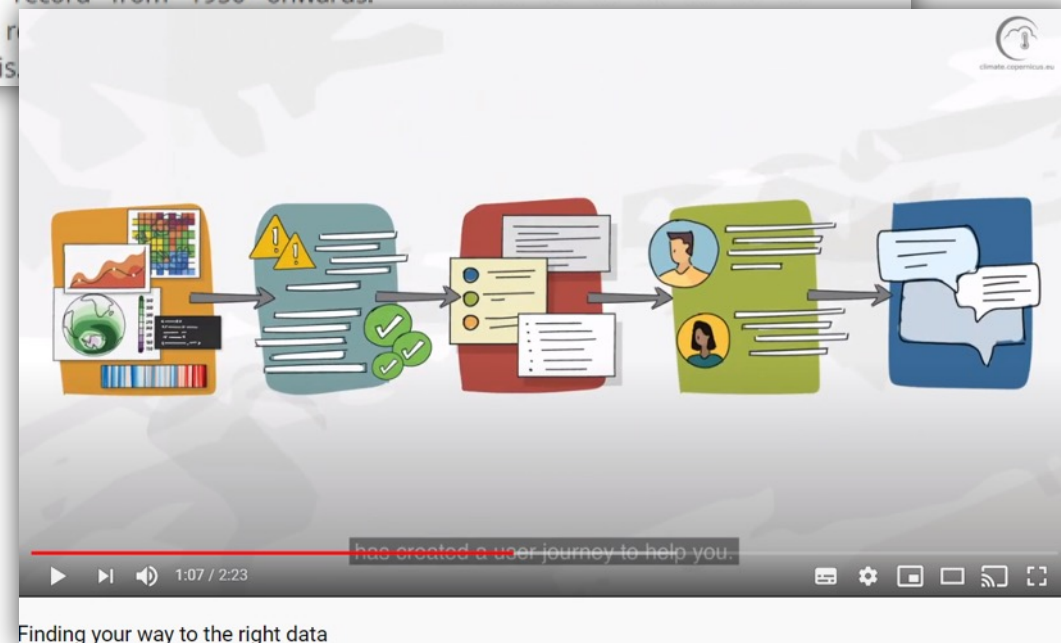 record from 1950 onwards.
is.
climate.copernicus.eu
has created a user journey to help you.
1:07 / 2:23
Finding your way to the right data